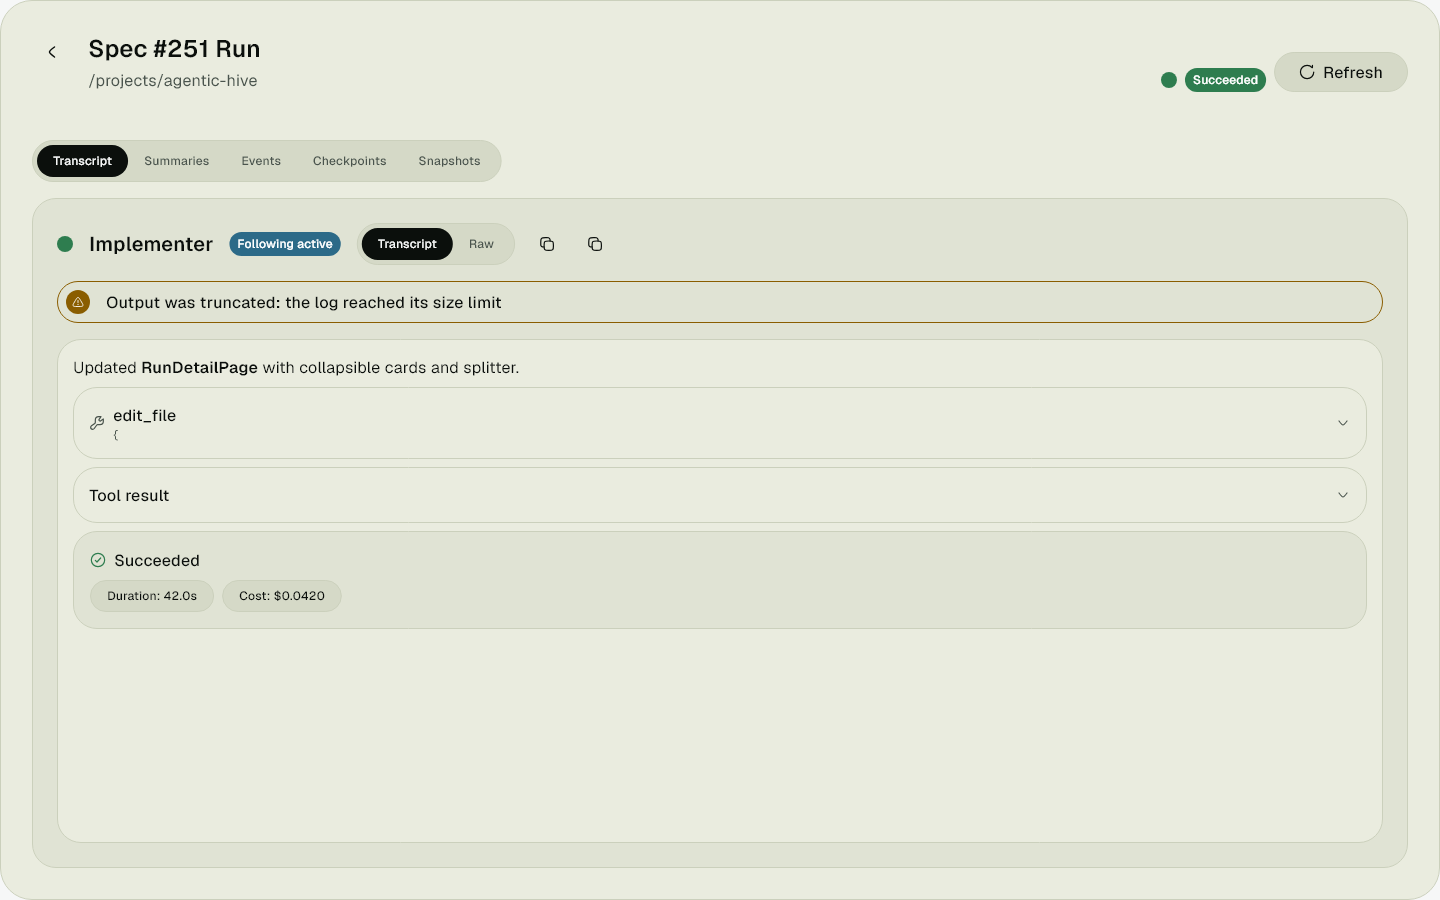 Spec #251 Run
/projects/agentic-hive
Succeeded
Refresh
Transcript
Summaries
Events
Checkpoints
Snapshots
Implementer
Following active
Transcript
Raw
Output was truncated: the log reached its size limit
Updated RunDetailPage with collapsible cards and splitter.
edit_file
{
Tool result
Succeeded
Duration: 42.0s
Cost: $0.0420